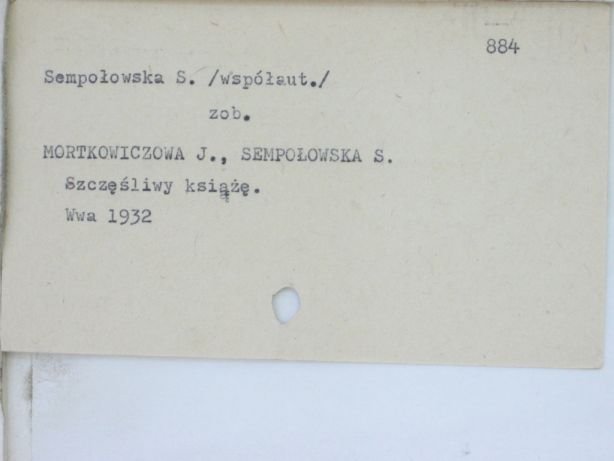 884
Sempołowska S. /współaut./
zob.
MORTKOWICZOWA J., SEMPOŁOWSKA S.
Szczęśliwy książę.
Wwa 1932